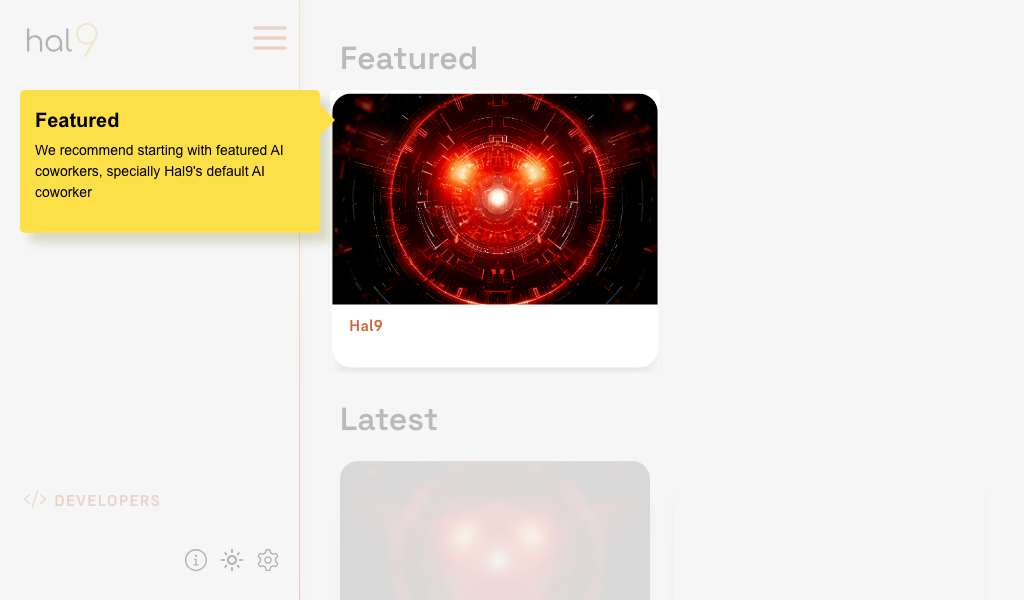 hal9
Featured
Featured
We recommend starting with featured AI
coworkers, specially Hal9's default AI
coworker
Hal9
Latest
</> DEVELOPERS